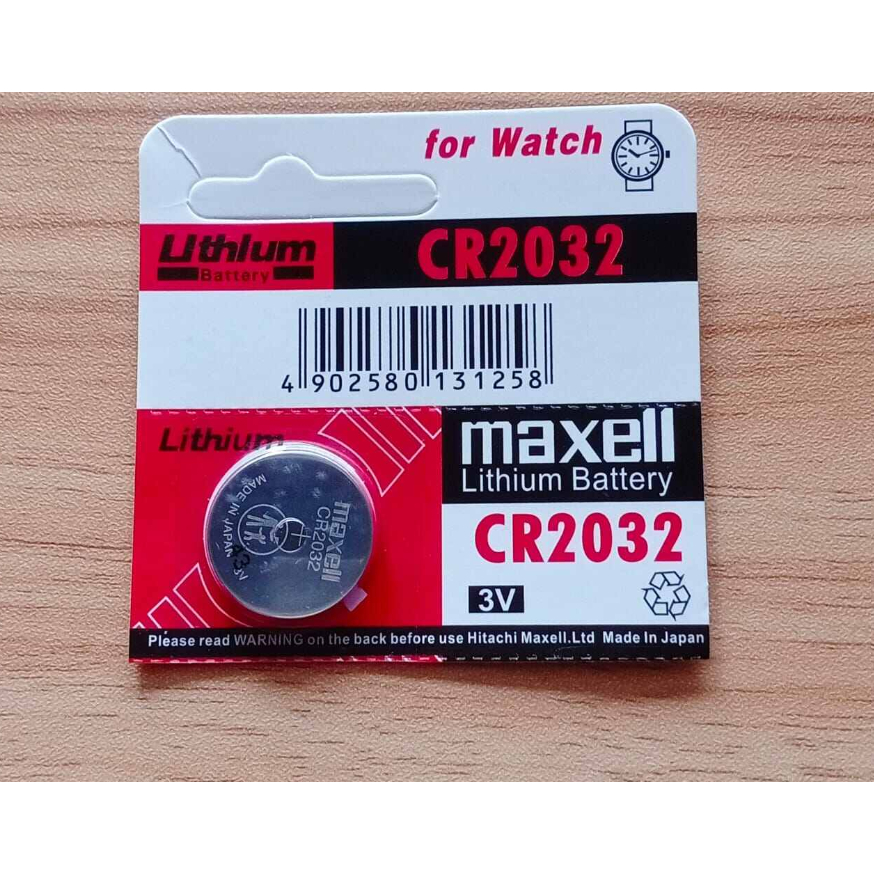 for Watch
Lithium
Battery
CR2032
4 902580 131258
Lithium
maxell
Lithium Battery
CR2032
3V
MADE IN JAPAN
maxell
CR2032
Please read WARNING on the back before use Hitachi Maxell.Ltd Made In Japan